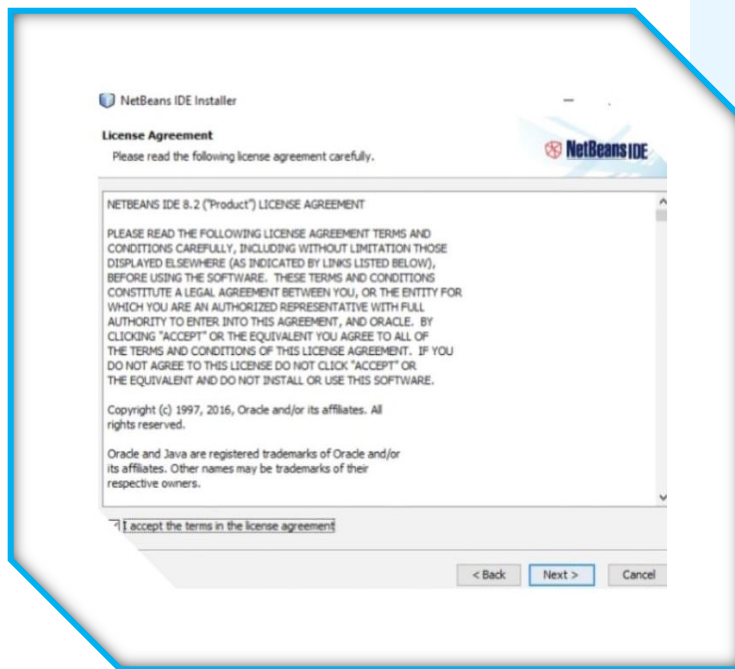 NetBeans IDE Installer
License Agreement
Please read the following license agreement carefully.
NetBeans IDE
NETBEANS IDE 8.2 ("Product") LICENSE AGREEMENT
PLEASE READ THE FOLLOWING LICENSE AGREEMENT TERMS AND
CONDITIONS CAREFULLY, INCLUDING WITHOUT LIMITATION THOSE
DISPLAYED ELSEWHERE (AS INDICATED BY LINKS LISTED BELOW),
BEFORE USING THE SOFTWARE. THESE TERMS AND CONDITIONS
CONSTITUTE A LEGAL AGREEMENT BETWEEN YOU, OR THE ENTITY FOR
WHICH YOU ARE AN AUTHORIZED REPRESENTATIVE WITH FULL
AUTHORITY TO ENTER INTO THIS AGREEMENT, AND ORACLE. BY
CLICKING "ACCEPT" OR THE EQUIVALENT YOU AGREE TO ALL OF
THE TERMS AND CONDITIONS OF THIS LICENSE AGREEMENT. IF YOU
DO NOT AGREE TO THIS LICENSE DO NOT CLICK "ACCEPT" OR
THE EQUIVALENT AND DO NOT INSTALL OR USE THIS SOFTWARE.
Copyright (c) 1997, 2016, Oracle and/or its affiliates. All
rights reserved.
Oracle and Java are registered trademarks of Oracle and/or
its affiliates. Other names may be trademarks of their
respective owners.
I accept the terms in the license agreement
< Back Next > Cancel